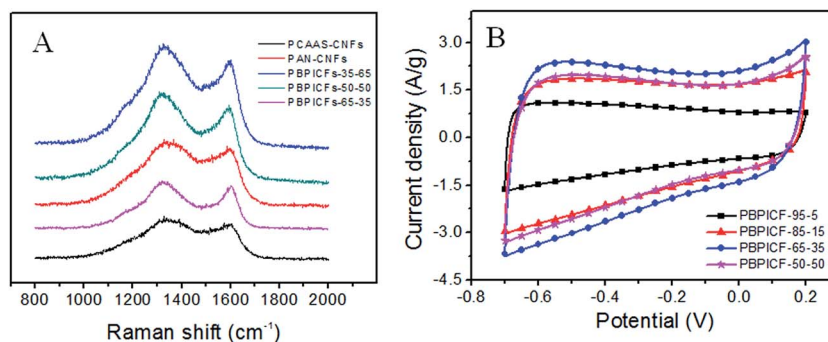 A
PCAAS-CNFs
PAN-CNFs
PBPICFs-35-65
PBPICFs-50-50
PBPICFs-65-35
800 1000 1200 1400 1600 1800 2000
Raman shift (cm⁻¹)
B
Current density (A/g)
3.0
1.5
0.0
-1.5
-3.0
-4.5
PBPICF-95-5
PBPICF-85-15
PBPICF-65-35
PBPICF-50-50
-0.8 -0.6 -0.4 -0.2 0.0 0.2
Potential (V)